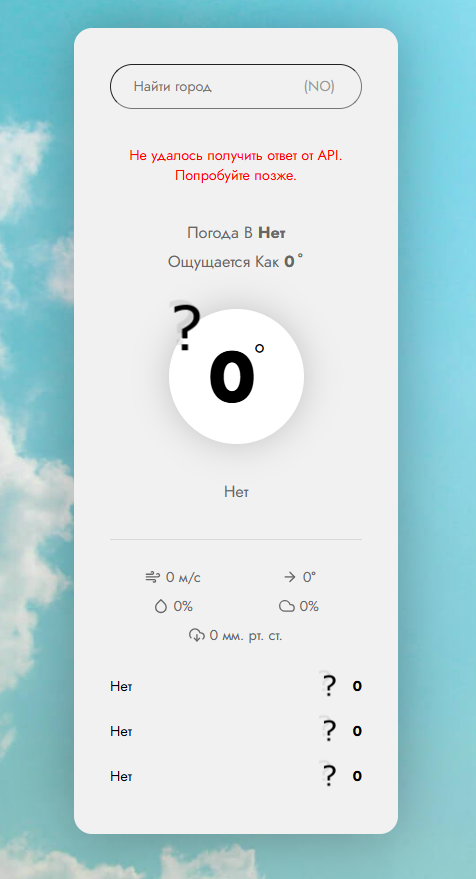 Найти город (NO)
Не удалось получить ответ от API.
Попробуйте позже.
Погода В Нет
Ощущается Как 0°
?
0°
Нет
0 м/с 0°
0% 0%
0 мм. рт. ст.
Нет ? 0
Нет ? 0
Нет ? 0